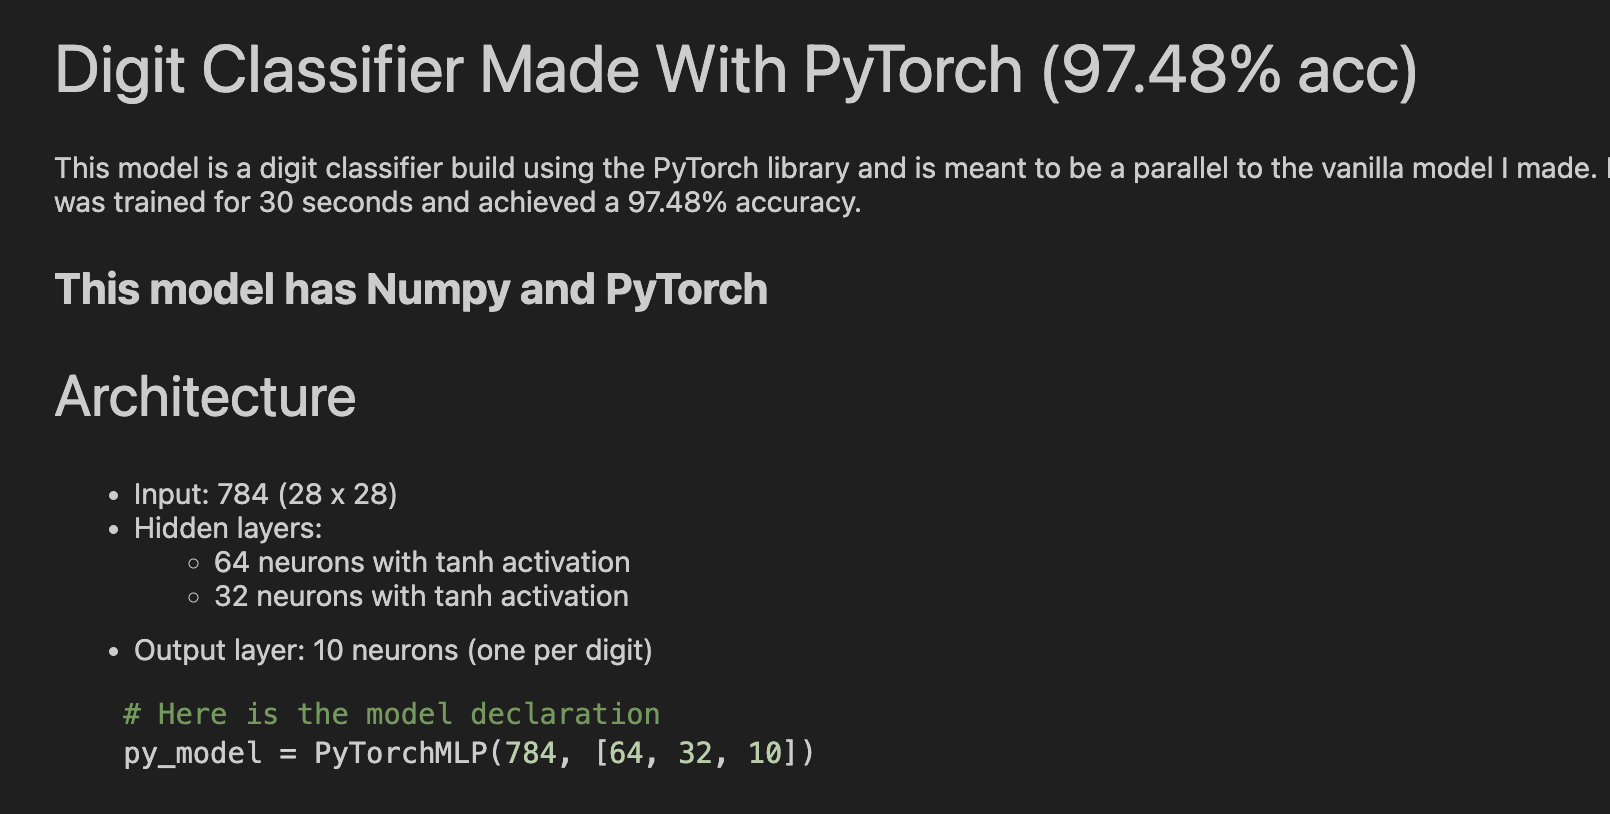 Digit Classifier Made With PyTorch (97.48% acc)
This model is a digit classifier build using the PyTorch library and is meant to be a parallel to the vanilla model I made.
was trained for 30 seconds and achieved a 97.48% accuracy.
This model has Numpy and PyTorch
Architecture
• Input: 784 (28 x 28)
• Hidden layers:
◦ 64 neurons with tanh activation
◦ 32 neurons with tanh activation
• Output layer: 10 neurons (one per digit)
# Here is the model declaration
py_model = PyTorchMLP(784, [64, 32, 10])